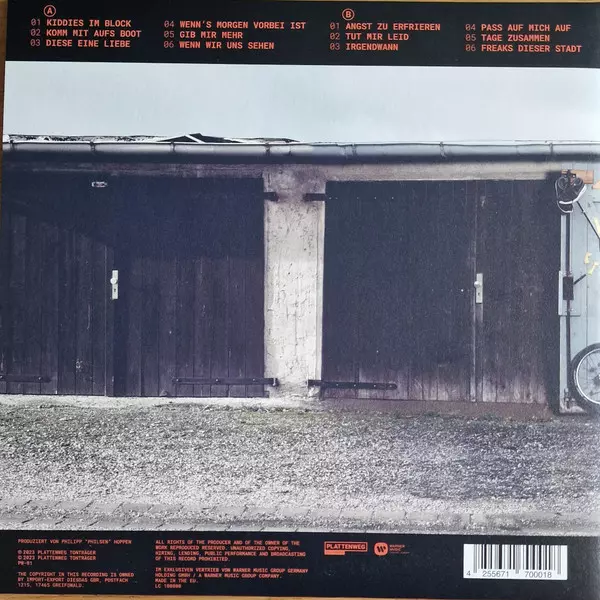 A
01 KIDDIES IM BLOCK
02 KOMM MIT AUFS BOOT
03 DIESE EINE LIEBE
04 WENN'S MORGEN VORBEI IST
05 GIB MIR MEHR
06 WENN WIR UNS SEHEN
B
01 ANGST ZU ERFRIEREN
02 TUT MIR LEID
03 IRGENDWANN
04 PASS AUF MICH AUF
05 TAGE ZUSAMMEN
06 FREAKS DIESER STADT
PRODUZIERT VON PHILIPP "PHILSEN" HOPPEN
℗ 2023 PLATTENWEG TONTRÄGER
© 2023 PLATTENWEG TONTRÄGER
PW-01
THE COPYRIGHT IN THIS RECORDING IS OWNED
BY IMPORT-EXPORT DIESDAS GBR, POSTFACH
1315, 17465 GREIFSWALD.
ALL RIGHTS OF THE PRODUCER AND OF THE OWNER OF THE
WORK REPRODUCED RESERVED. UNAUTHORIZED COPYING,
HIRING, LENDING, PUBLIC PERFORMANCE AND BROADCASTING
OF THIS RECORD PROHIBITED.
IM EXKLUSIVEN VERTRIEB VON WARNER MUSIC GROUP GERMANY
HOLDING GMBH / A WARNER MUSIC GROUP COMPANY.
MADE IN THE EU.
PLATTENWEG
WARNER MUSIC
4 255671 700018